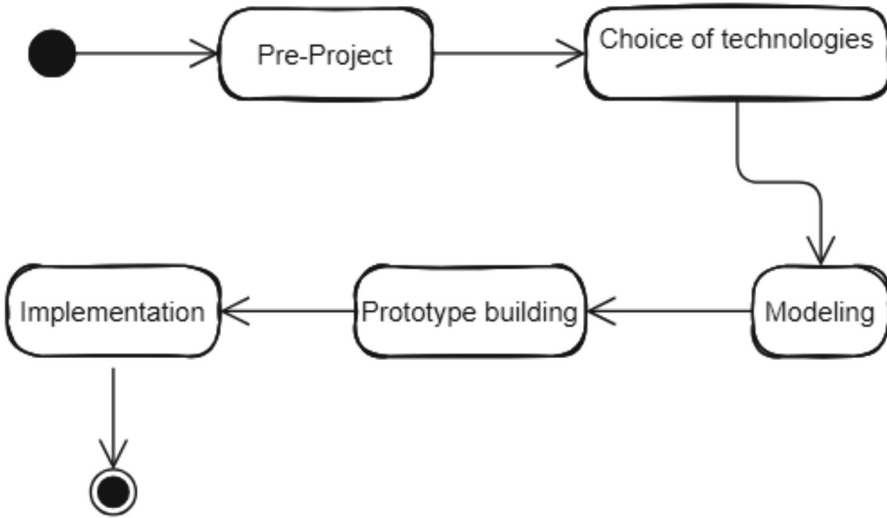 Pre-Project
Choice of technologies
Implementation
Prototype building
Modeling